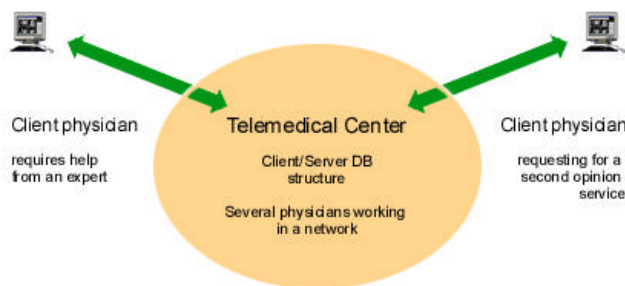 Client physician
requires help
from an expert
Telemedical Center
Client/Server DB
structure
Several physicians working
in a network
Client physician
requesting for a
second opinion
service